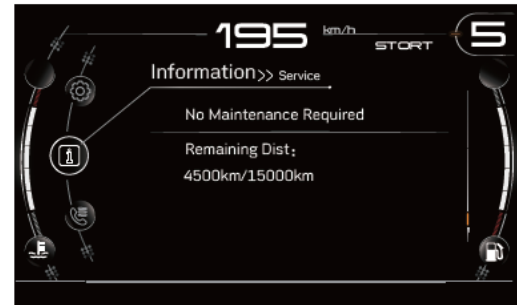 195 km/h
STORT
5
Information>> Service
No Maintenance Required
Remaining Dist:
4500km/15000km